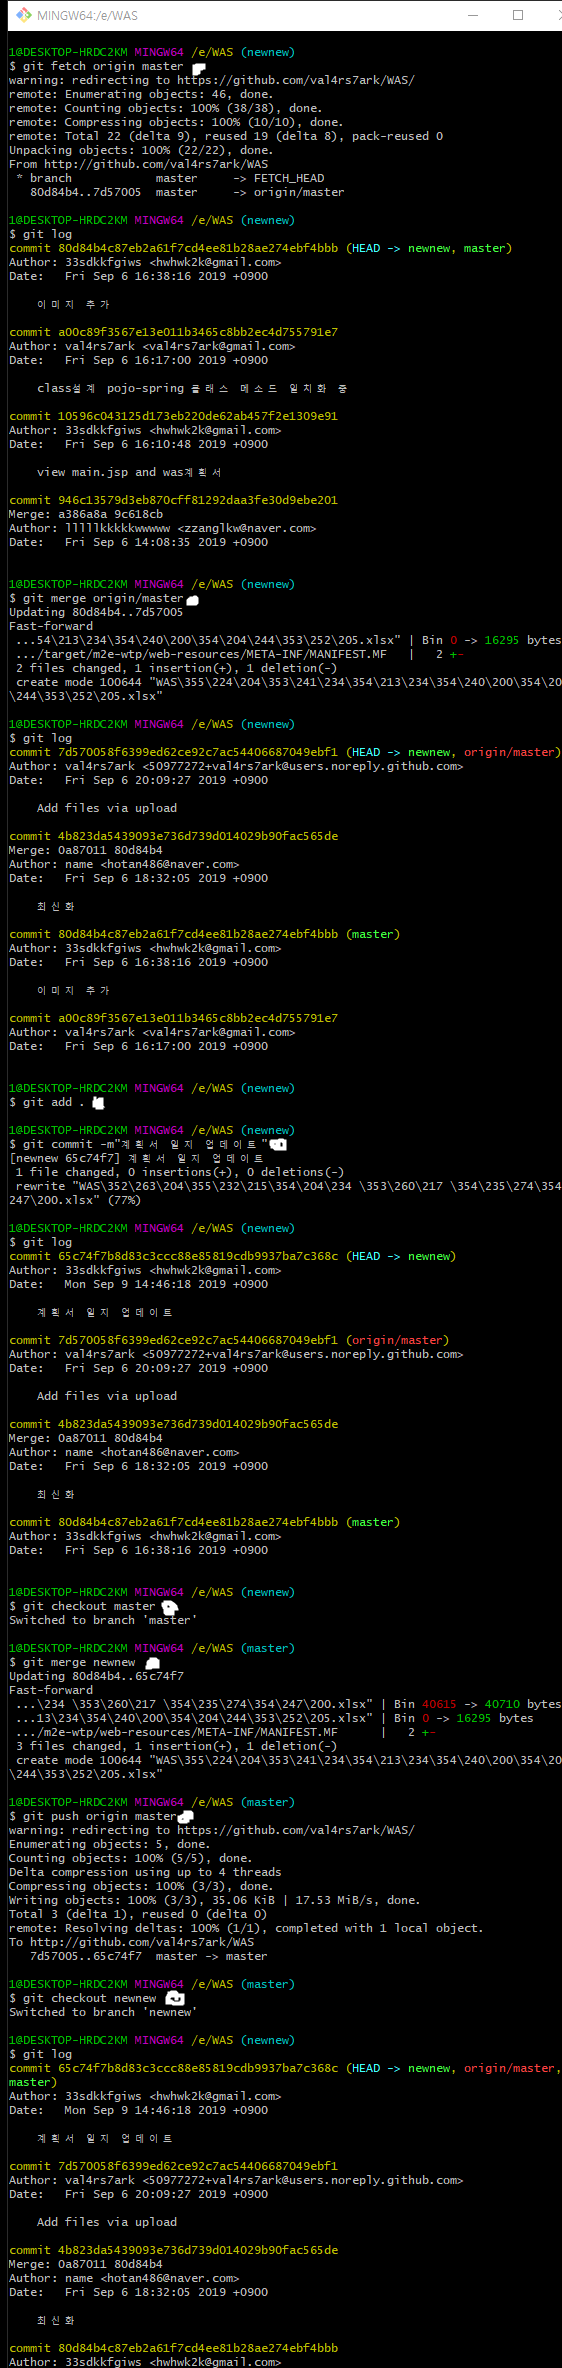 MINGW64:/e/WAS
1@DESKTOP-HRDC2KM MINGW64 /e/WAS (newnew)
$ git fetch origin master
warning: redirecting to https://github.com/val4rs7ark/WAS/
remote: Enumerating objects: 46, done.
remote: Counting objects: 100% (38/38), done.
remote: Compressing objects: 100% (10/10), done.
remote: Total 22 (delta 9), reused 19 (delta 8), pack-reused 0
Unpacking objects: 100% (22/22), done.
From http://github.com/val4rs7ark/WAS
 * branch            master     -> FETCH_HEAD
   80d84b4..7d57005  master     -> origin/master
1@DESKTOP-HRDC2KM MINGW64 /e/WAS (newnew)
$ git log
commit 80d84b4c87eb2a61f7cd4ee81b28ae274ebf4bbb (HEAD -> newnew, master)
Author: 33sdkkfgiws <hwhwk2k@gmail.com>
Date:   Fri Sep 6 16:38:16 2019 +0900
이미지 추가
commit a00c89f3567e13e011b3465c8bb2ec4d755791e7
Author: val4rs7ark <val4rs7ark@gmail.com>
Date:   Fri Sep 6 16:17:00 2019 +0900
class설계 pojo-spring 클래스 메소드 일치화 중
commit 10596c043125d173eb220de62ab457f2e1309e91
Author: 33sdkkfgiws <hwhwk2k@gmail.com>
Date:   Fri Sep 6 16:10:48 2019 +0900
view main.jsp and was계획서
commit 946c13579d3eb870cff81292daa3fe30d9ebe201
Merge: a386a8a 9c618cb
Author: lllllkkkkkwwwww <zzanglkw@naver.com>
Date:   Fri Sep 6 14:08:35 2019 +0900
1@DESKTOP-HRDC2KM MINGW64 /e/WAS (newnew)
$ git merge origin/master
Updating 80d84b4..7d57005
Fast-forward
 ...54\213\234\354\240\200\354\204\244\353\252\205.xlsx" | Bin 0 -> 16295 bytes
 .../target/m2e-wtp/web-resources/META-INF/MANIFEST.MF   |   2 +-
 2 files changed, 1 insertion(+), 1 deletion(-)
 create mode 100644 "WAS\355\224\204\353\241\234\354\213\234\354\240\200\354\20
\244\353\252\205.xlsx"
1@DESKTOP-HRDC2KM MINGW64 /e/WAS (newnew)
$ git log
commit 7d570058f6399ed62ce92c7ac54406687049ebf1 (HEAD -> newnew, origin/master)
Author: val4rs7ark <50977272+val4rs7ark@users.noreply.github.com>
Date:   Fri Sep 6 20:09:27 2019 +0900
Add files via upload
commit 4b823da5439093e736d739d014029b90fac565de
Merge: 0a87011 80d84b4
Author: name <hotan486@naver.com>
Date:   Fri Sep 6 18:32:05 2019 +0900
최신화
commit 80d84b4c87eb2a61f7cd4ee81b28ae274ebf4bbb (master)
Author: 33sdkkfgiws <hwhwk2k@gmail.com>
Date:   Fri Sep 6 16:38:16 2019 +0900
이미지 추가
commit a00c89f3567e13e011b3465c8bb2ec4d755791e7
Author: val4rs7ark <val4rs7ark@gmail.com>
Date:   Fri Sep 6 16:17:00 2019 +0900
1@DESKTOP-HRDC2KM MINGW64 /e/WAS (newnew)
$ git add .
1@DESKTOP-HRDC2KM MINGW64 /e/WAS (newnew)
$ git commit -m"계획서 일지 업데이트"
[newnew 65c74f7] 계획서 일지 업데이트
 1 file changed, 0 insertions(+), 0 deletions(-)
 rewrite "WAS\352\263\204\355\232\215\354\204\234 \353\260\217 \354\235\274\354
247\200.xlsx" (77%)
1@DESKTOP-HRDC2KM MINGW64 /e/WAS (newnew)
$ git log
commit 65c74f7b8d83c3ccc88e85819cdb9937ba7c368c (HEAD -> newnew)
Author: 33sdkkfgiws <hwhwk2k@gmail.com>
Date:   Mon Sep 9 14:46:18 2019 +0900
계획서 일지 업데이트
commit 7d570058f6399ed62ce92c7ac54406687049ebf1 (origin/master)
Author: val4rs7ark <50977272+val4rs7ark@users.noreply.github.com>
Date:   Fri Sep 6 20:09:27 2019 +0900
Add files via upload
commit 4b823da5439093e736d739d014029b90fac565de
Merge: 0a87011 80d84b4
Author: name <hotan486@naver.com>
Date:   Fri Sep 6 18:32:05 2019 +0900
최신화
commit 80d84b4c87eb2a61f7cd4ee81b28ae274ebf4bbb (master)
Author: 33sdkkfgiws <hwhwk2k@gmail.com>
Date:   Fri Sep 6 16:38:16 2019 +0900
1@DESKTOP-HRDC2KM MINGW64 /e/WAS (newnew)
$ git checkout master
Switched to branch 'master'
1@DESKTOP-HRDC2KM MINGW64 /e/WAS (master)
$ git merge newnew
Updating 80d84b4..65c74f7
Fast-forward
 ...\234 \353\260\217 \354\235\274\354\247\200.xlsx" | Bin 40615 -> 40710 bytes
 ...13\234\354\240\200\354\204\244\353\252\205.xlsx" | Bin 0 -> 16295 bytes
 .../m2e-wtp/web-resources/META-INF/MANIFEST.MF      |   2 +-
 3 files changed, 1 insertion(+), 1 deletion(-)
 create mode 100644 "WAS\355\224\204\353\241\234\354\213\234\354\240\200\354\20
\244\353\252\205.xlsx"
1@DESKTOP-HRDC2KM MINGW64 /e/WAS (master)
$ git push origin master
warning: redirecting to https://github.com/val4rs7ark/WAS/
Enumerating objects: 5, done.
Counting objects: 100% (5/5), done.
Delta compression using up to 4 threads
Compressing objects: 100% (3/3), done.
Writing objects: 100% (3/3), 35.06 KiB | 17.53 MiB/s, done.
Total 3 (delta 1), reused 0 (delta 0)
remote: Resolving deltas: 100% (1/1), completed with 1 local object.
To http://github.com/val4rs7ark/WAS
   7d57005..65c74f7  master -> master
1@DESKTOP-HRDC2KM MINGW64 /e/WAS (master)
$ git checkout newnew
Switched to branch 'newnew'
1@DESKTOP-HRDC2KM MINGW64 /e/WAS (newnew)
$ git log
commit 65c74f7b8d83c3ccc88e85819cdb9937ba7c368c (HEAD -> newnew, origin/master,
master)
Author: 33sdkkfgiws <hwhwk2k@gmail.com>
Date:   Mon Sep 9 14:46:18 2019 +0900
계획서 일지 업데이트
commit 7d570058f6399ed62ce92c7ac54406687049ebf1
Author: val4rs7ark <50977272+val4rs7ark@users.noreply.github.com>
Date:   Fri Sep 6 20:09:27 2019 +0900
Add files via upload
commit 4b823da5439093e736d739d014029b90fac565de
Merge: 0a87011 80d84b4
Author: name <hotan486@naver.com>
Date:   Fri Sep 6 18:32:05 2019 +0900
최신화
commit 80d84b4c87eb2a61f7cd4ee81b28ae274ebf4bbb
Author: 33sdkkfgiws <hwhwk2k@gmail.com>